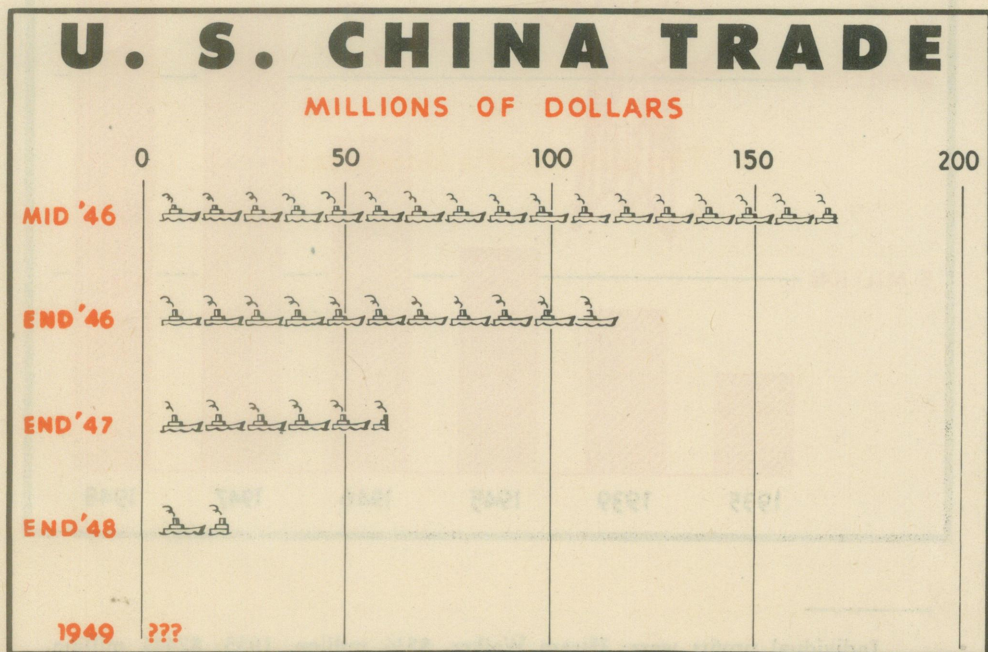 U. S. CHINA TRADE
MILLIONS OF DOLLARS
0 50 100 150 200
MID '46
END '46
END '47
END '48
1949 ???